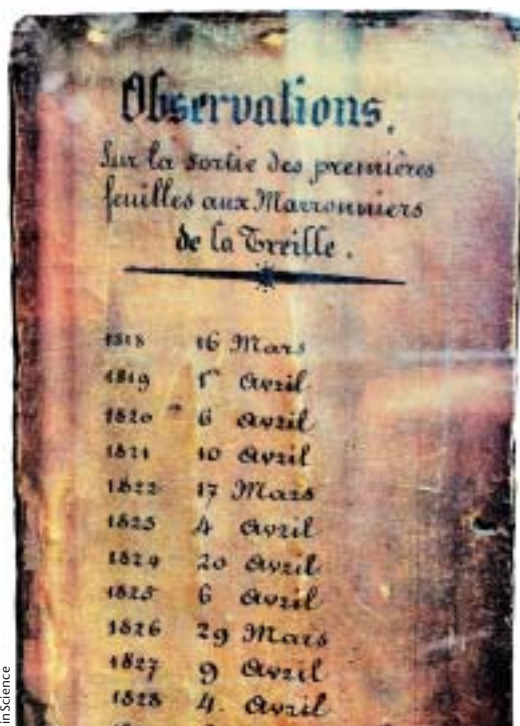 Observations.
Sur la sortie des premières
feuilles aux Marronniers
de la Treille.
1818 16 Mars
1819 1er Avril
1820 6 Avril
1821 10 Avril
1822 17 Mars
1823 4 Avril
1824 20 Avril
1825 6 Avril
1826 29 Mars
1827 9 Avril
1828 4. Avril
in Science